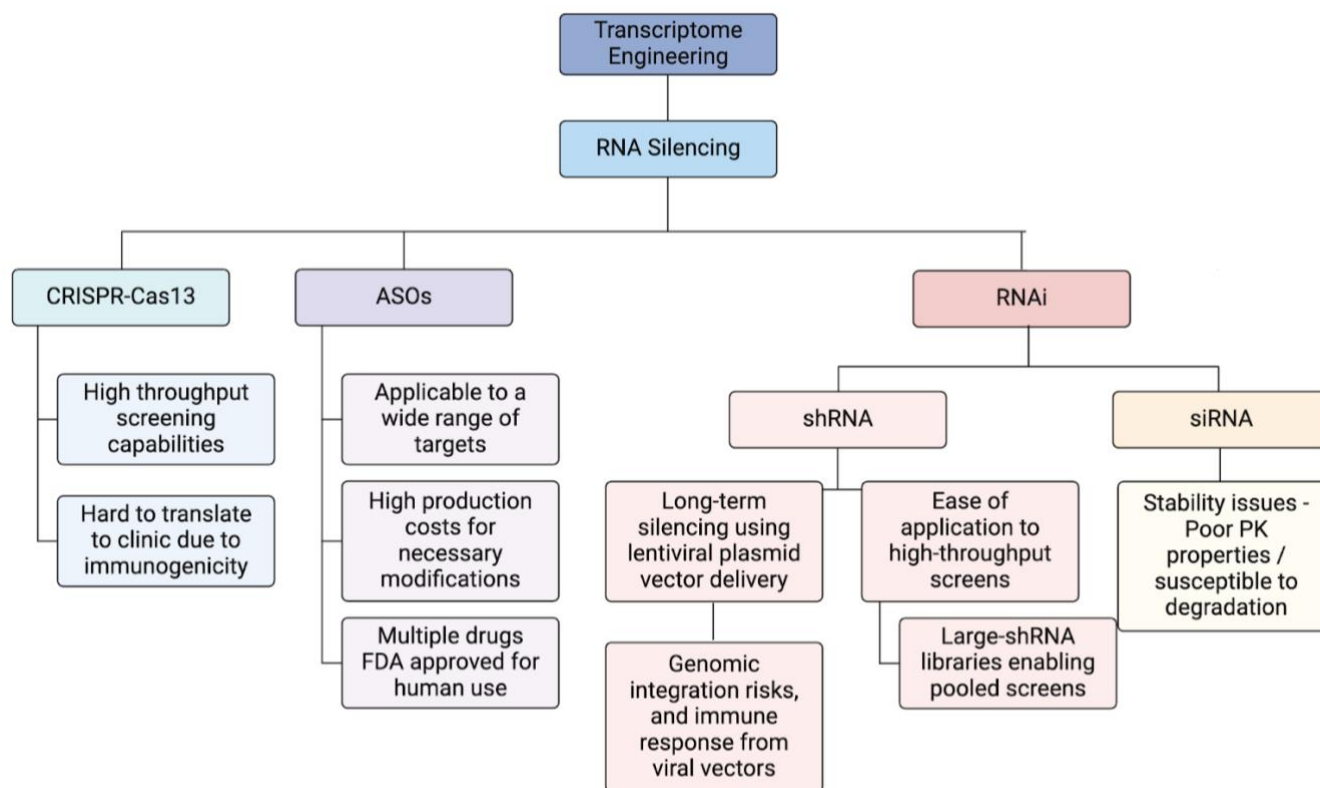 Transcriptome
Engineering
RNA Silencing
CRISPR-Cas13
High throughput
screening
capabilities
Hard to translate
to clinic due to
immunogenicity
ASOs
Applicable to a
wide range of
targets
High production
costs for
necessary
modifications
Multiple drugs
FDA approved for
human use
RNAi
shRNA
Long-term
silencing using
lentiviral plasmid
vector delivery
Genomic
integration risks,
and immune
response from
viral vectors
Ease of
application to
high-throughput
screens
Large-shRNA
libraries enabling
pooled screens
siRNA
Stability issues -
Poor PK
properties /
susceptible to
degradation